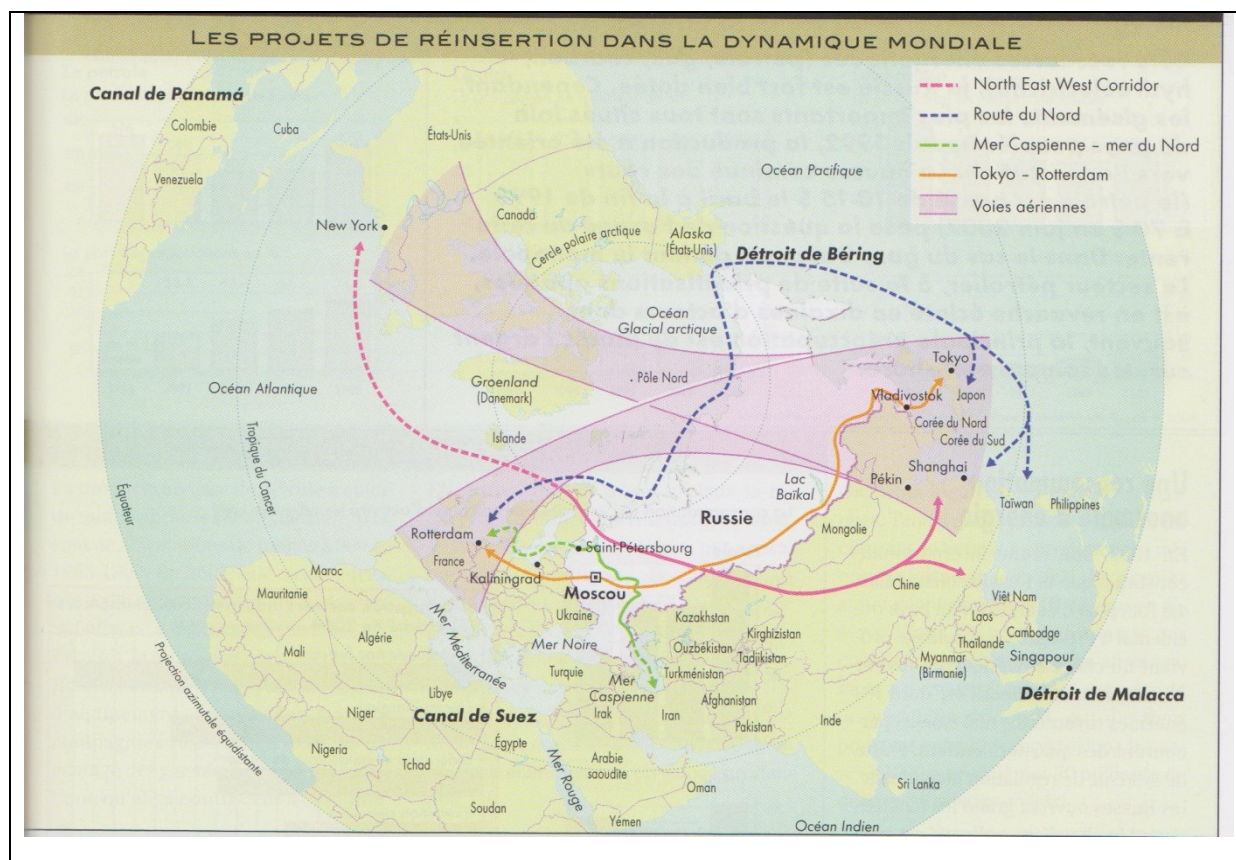 LES PROJETS DE RÉINSERTION DANS LA DYNAMIQUE MONDIALE
North East West Corridor
Route du Nord
Mer Caspienne – mer du Nord
Tokyo – Rotterdam
Voies aériennes
Canal de Panamá
Colombie
Cuba
États-Unis
Océan Pacifique
Venezuela
Canada
New York
Cercle polaire arctique
Alaska
(États-Unis)
Détroit de Béring
Océan
Glacial arctique
Océan Atlantique
Groenland
(Danemark)
Pôle Nord
Tokyo
Vladivostok
Japon
Islande
Corée du Nord
Corée du Sud
Tropique du Cancer
Équateur
Lac
Baïkal
Pékin
Shanghai
Taïwan
Philippines
Russie
Mongolie
Rotterdam
Saint-Pétersbourg
France
Kaliningrad
Moscou
Maroc
Chine
Mauritanie
Ukraine
Kazakhstan
Viêt Nam
Laos
Mer Méditerranée
Mer Noire
Kirghizistan
Ouzbékistan
Tadjikistan
Cambodge
Thaïlande
Algérie
Mali
Turquie
Turkménistan
Myanmar
(Birmanie)
Singapour
Mer
Caspienne
Projection azimutale équidistante
Libye
Afghanistan
Détroit de Malacca
Niger
Canal de Suez
Irak
Iran
Pakistan
Inde
Nigeria
Égypte
Tchad
Mer Rouge
Arabie
saoudite
Oman
Sri Lanka
Soudan
Yémen
Océan Indien